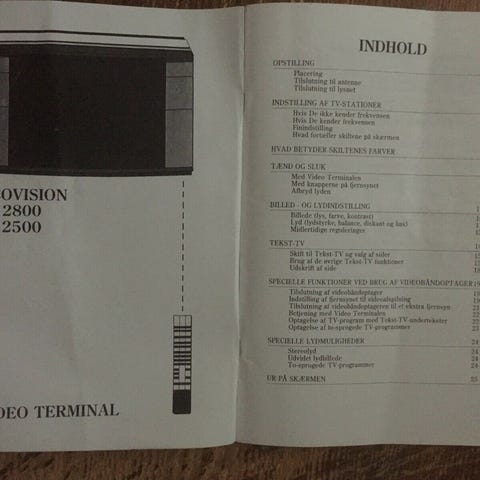 OVISION
2800
2500
DEO TERMINAL
INDHOLD
OPSTILLING
Placering
Tilslutning til antenne
Tilslutning til lysnet
INDSTILLING AF TV-STATIONER
Hvis De ikke kender frekvensen
Hvis De kender frekvensen
Finindstilling
Hvad fortæller skiltene på skærmen
HVAD BETYDER SKILTENES FARVER
TÆND OG SLUK
Med Video Terminalen
Med knapperne på fjernsynet
Afbryd lyden
BILLED - OG LYDINDSTILLING
Billede (lys, farve, kontrast)
Lyd (lydstyrke, balance, diskant og bas)
Midlertidige reguleringer
TEKST-TV
Skift til Tekst-TV og valg af sider
Brug af de øvrige Tekst-TV funktioner
Udskrift af side
SPECIELLE FUNKTIONER VED BRUG AF VIDEOBÅNDOPTAGER 19
Tilslutning af videobåndoptager
Indstilling af fjernsynet til videoafspilning
Tilslutning af videobåndoptageren til et ekstra fjernsyn
Betjening med Video Terminalen
Optagelse af TV-program med Tekst-TV-undertekster
Optagelse af to-sprogede TV-programmer
SPECIELLE LYDMULIGHEDER 24
Stereolyd 24
Udvidet lydbillede 24
To-sprogede TV-programmer 24
UR PÅ SKÆRMEN 25